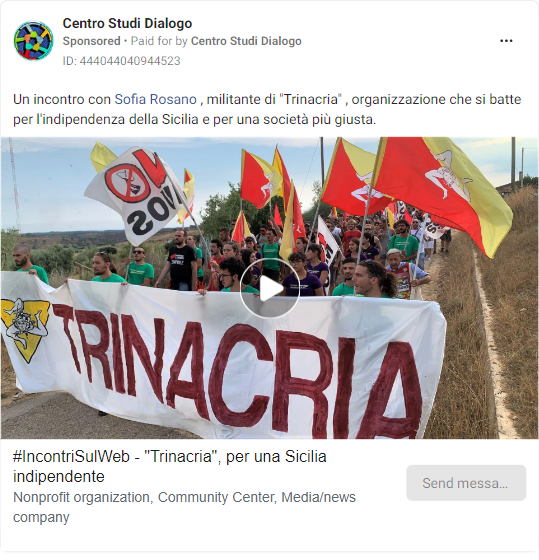 Centro Studi Dialogo
Sponsored • Paid for by Centro Studi Dialogo
ID: 444044040944523
Un incontro con Sofia Rosano , militante di "Trinacria" , organizzazione che si batte
per l'indipendenza della Sicilia e per una società più giusta.
NO
MUOS
TRINACRIA
#IncontriSulWeb - "Trinacria", per una Sicilia
indipendente
Nonprofit organization, Community Center, Media/news
company
Send messa...